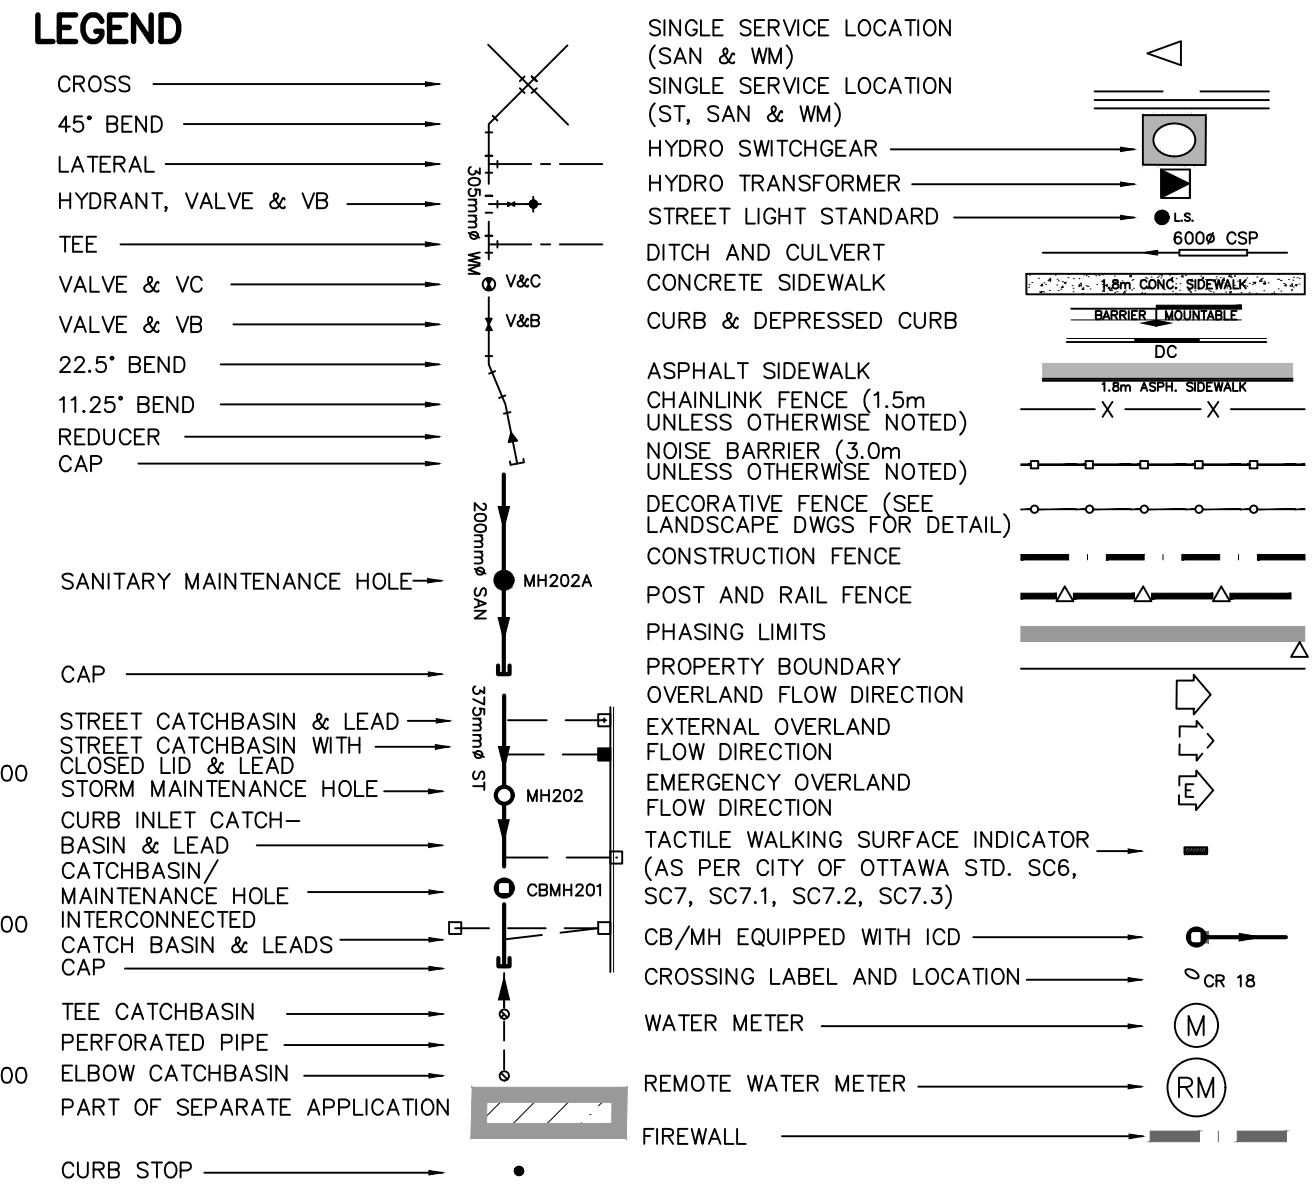 LEGEND
CROSS
45° BEND
LATERAL
HYDRANT, VALVE & VB
TEE
VALVE & VC
VALVE & VB
22.5° BEND
11.25° BEND
REDUCER
CAP
SANITARY MAINTENANCE HOLE
CAP
STREET CATCHBASIN & LEAD
STREET CATCHBASIN WITH
CLOSED LID & LEAD
00
STORM MAINTENANCE HOLE
CURB INLET CATCH-
BASIN & LEAD
CATCHBASIN/
MAINTENANCE HOLE
INTERCONNECTED
00
CATCH BASIN & LEADS
CAP
TEE CATCHBASIN
PERFORATED PIPE
00
ELBOW CATCHBASIN
PART OF SEPARATE APPLICATION
CURB STOP
305mmø WM
V&C
V&B
200mmø SAN
MH202A
375mmø ST
MH202
CBMH201
SINGLE SERVICE LOCATION
(SAN & WM)
SINGLE SERVICE LOCATION
(ST, SAN & WM)
HYDRO SWITCHGEAR
HYDRO TRANSFORMER
STREET LIGHT STANDARD
L.S.
DITCH AND CULVERT
600ø CSP
CONCRETE SIDEWALK
1.8m CONC. SIDEWALK
CURB & DEPRESSED CURB
BARRIER MOUNTABLE
DC
ASPHALT SIDEWALK
1.8m ASPH. SIDEWALK
CHAINLINK FENCE (1.5m
UNLESS OTHERWISE NOTED)
X X
NOISE BARRIER (3.0m
UNLESS OTHERWISE NOTED)
DECORATIVE FENCE (SEE
LANDSCAPE DWGS FOR DETAIL)
CONSTRUCTION FENCE
POST AND RAIL FENCE
PHASING LIMITS
PROPERTY BOUNDARY
OVERLAND FLOW DIRECTION
EXTERNAL OVERLAND
FLOW DIRECTION
EMERGENCY OVERLAND
FLOW DIRECTION
E
TACTILE WALKING SURFACE INDICATOR
(AS PER CITY OF OTTAWA STD. SC6,
SC7, SC7.1, SC7.2, SC7.3)
CB/MH EQUIPPED WITH ICD
CROSSING LABEL AND LOCATION
CR 18
WATER METER
M
REMOTE WATER METER
RM
FIREWALL